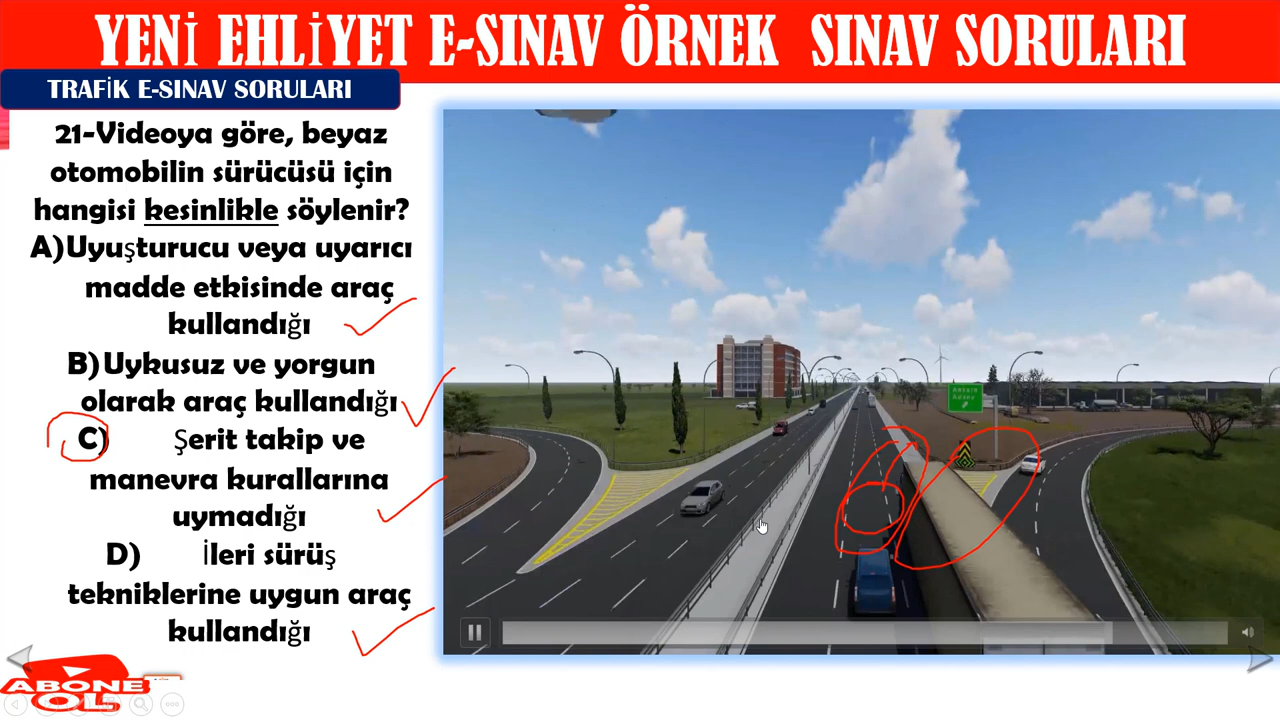 YENİ EHLİYET E-SINAV ÖRNEK SINAV SORULARI
TRAFİK E-SINAV SORULARI
21-Videoya göre, beyaz
otomobilin sürücüsü için
hangisi kesinlikle söylenir?
A)Uyuşturucu veya uyarıcı
madde etkisinde araç
kullandığı
B)Uykusuz ve yorgun
olarak araç kullandığı
C) Şerit takip ve
manevra kurallarına
uymadığı
D) İleri sürüş
tekniklerine uygun araç
kullandığı
ABONE
OL